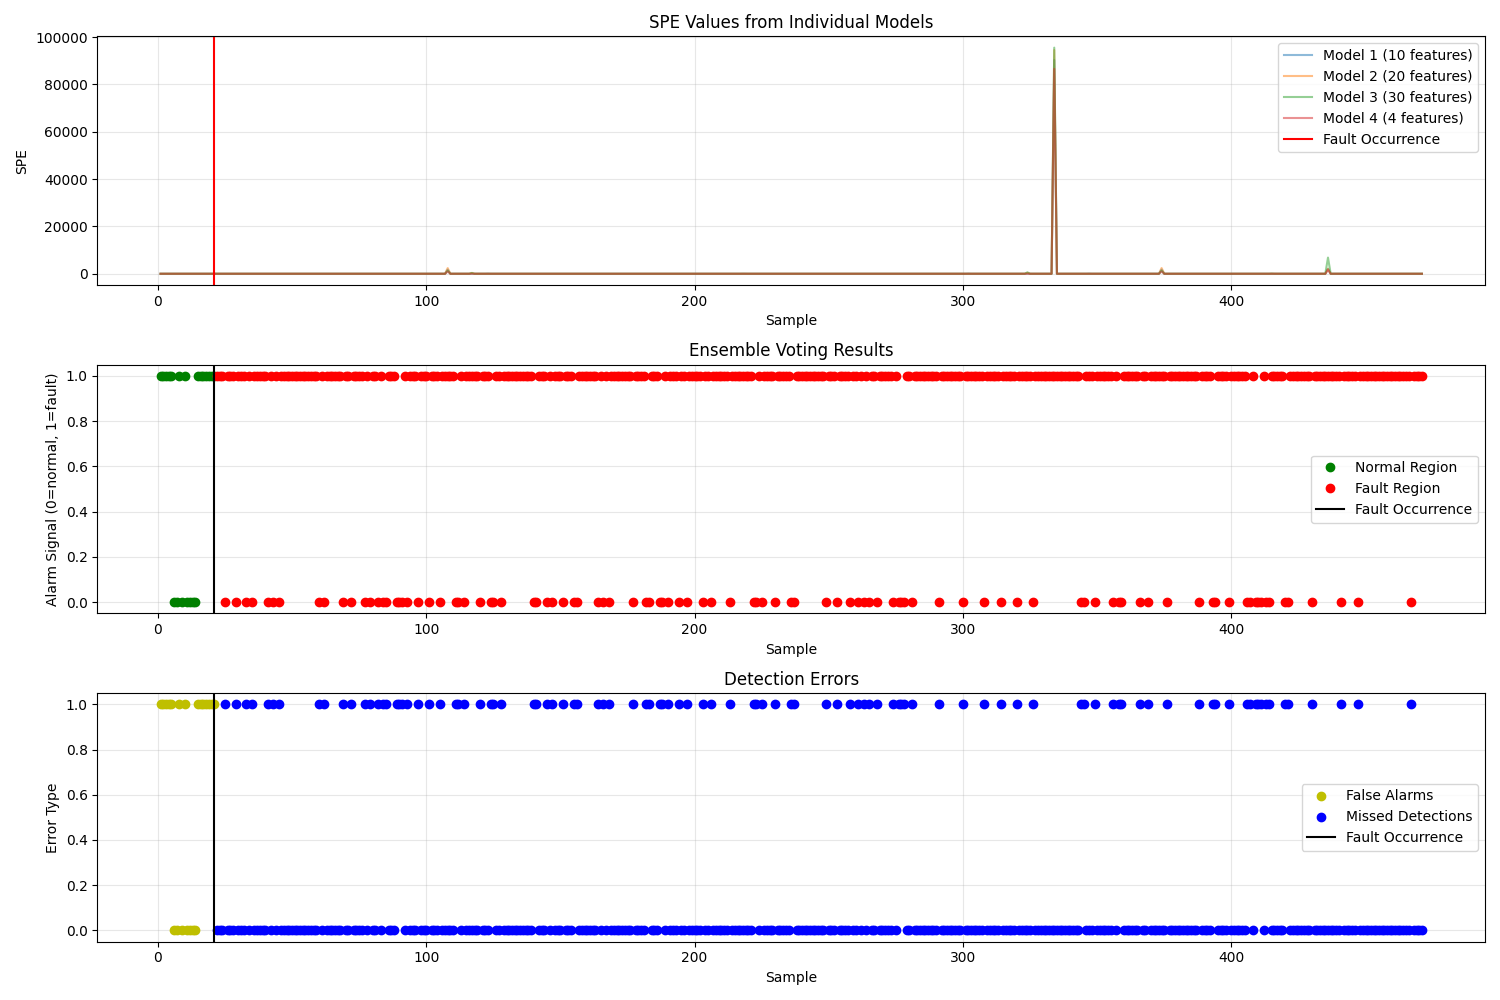 SPE Values from Individual Models
100000
80000
60000
40000
20000
0
SPE
Model 1 (10 features)
Model 2 (20 features)
Model 3 (30 features)
Model 4 (4 features)
Fault Occurrence
0 100 200 300 400
Sample
Ensemble Voting Results
1.0
0.8
0.6
0.4
0.2
0.0
Alarm Signal (0=normal, 1=fault)
Normal Region
Fault Region
Fault Occurrence
0 100 200 300 400
Sample
Detection Errors
1.0
0.8
0.6
0.4
0.2
0.0
Error Type
False Alarms
Missed Detections
Fault Occurrence
0 100 200 300 400
Sample